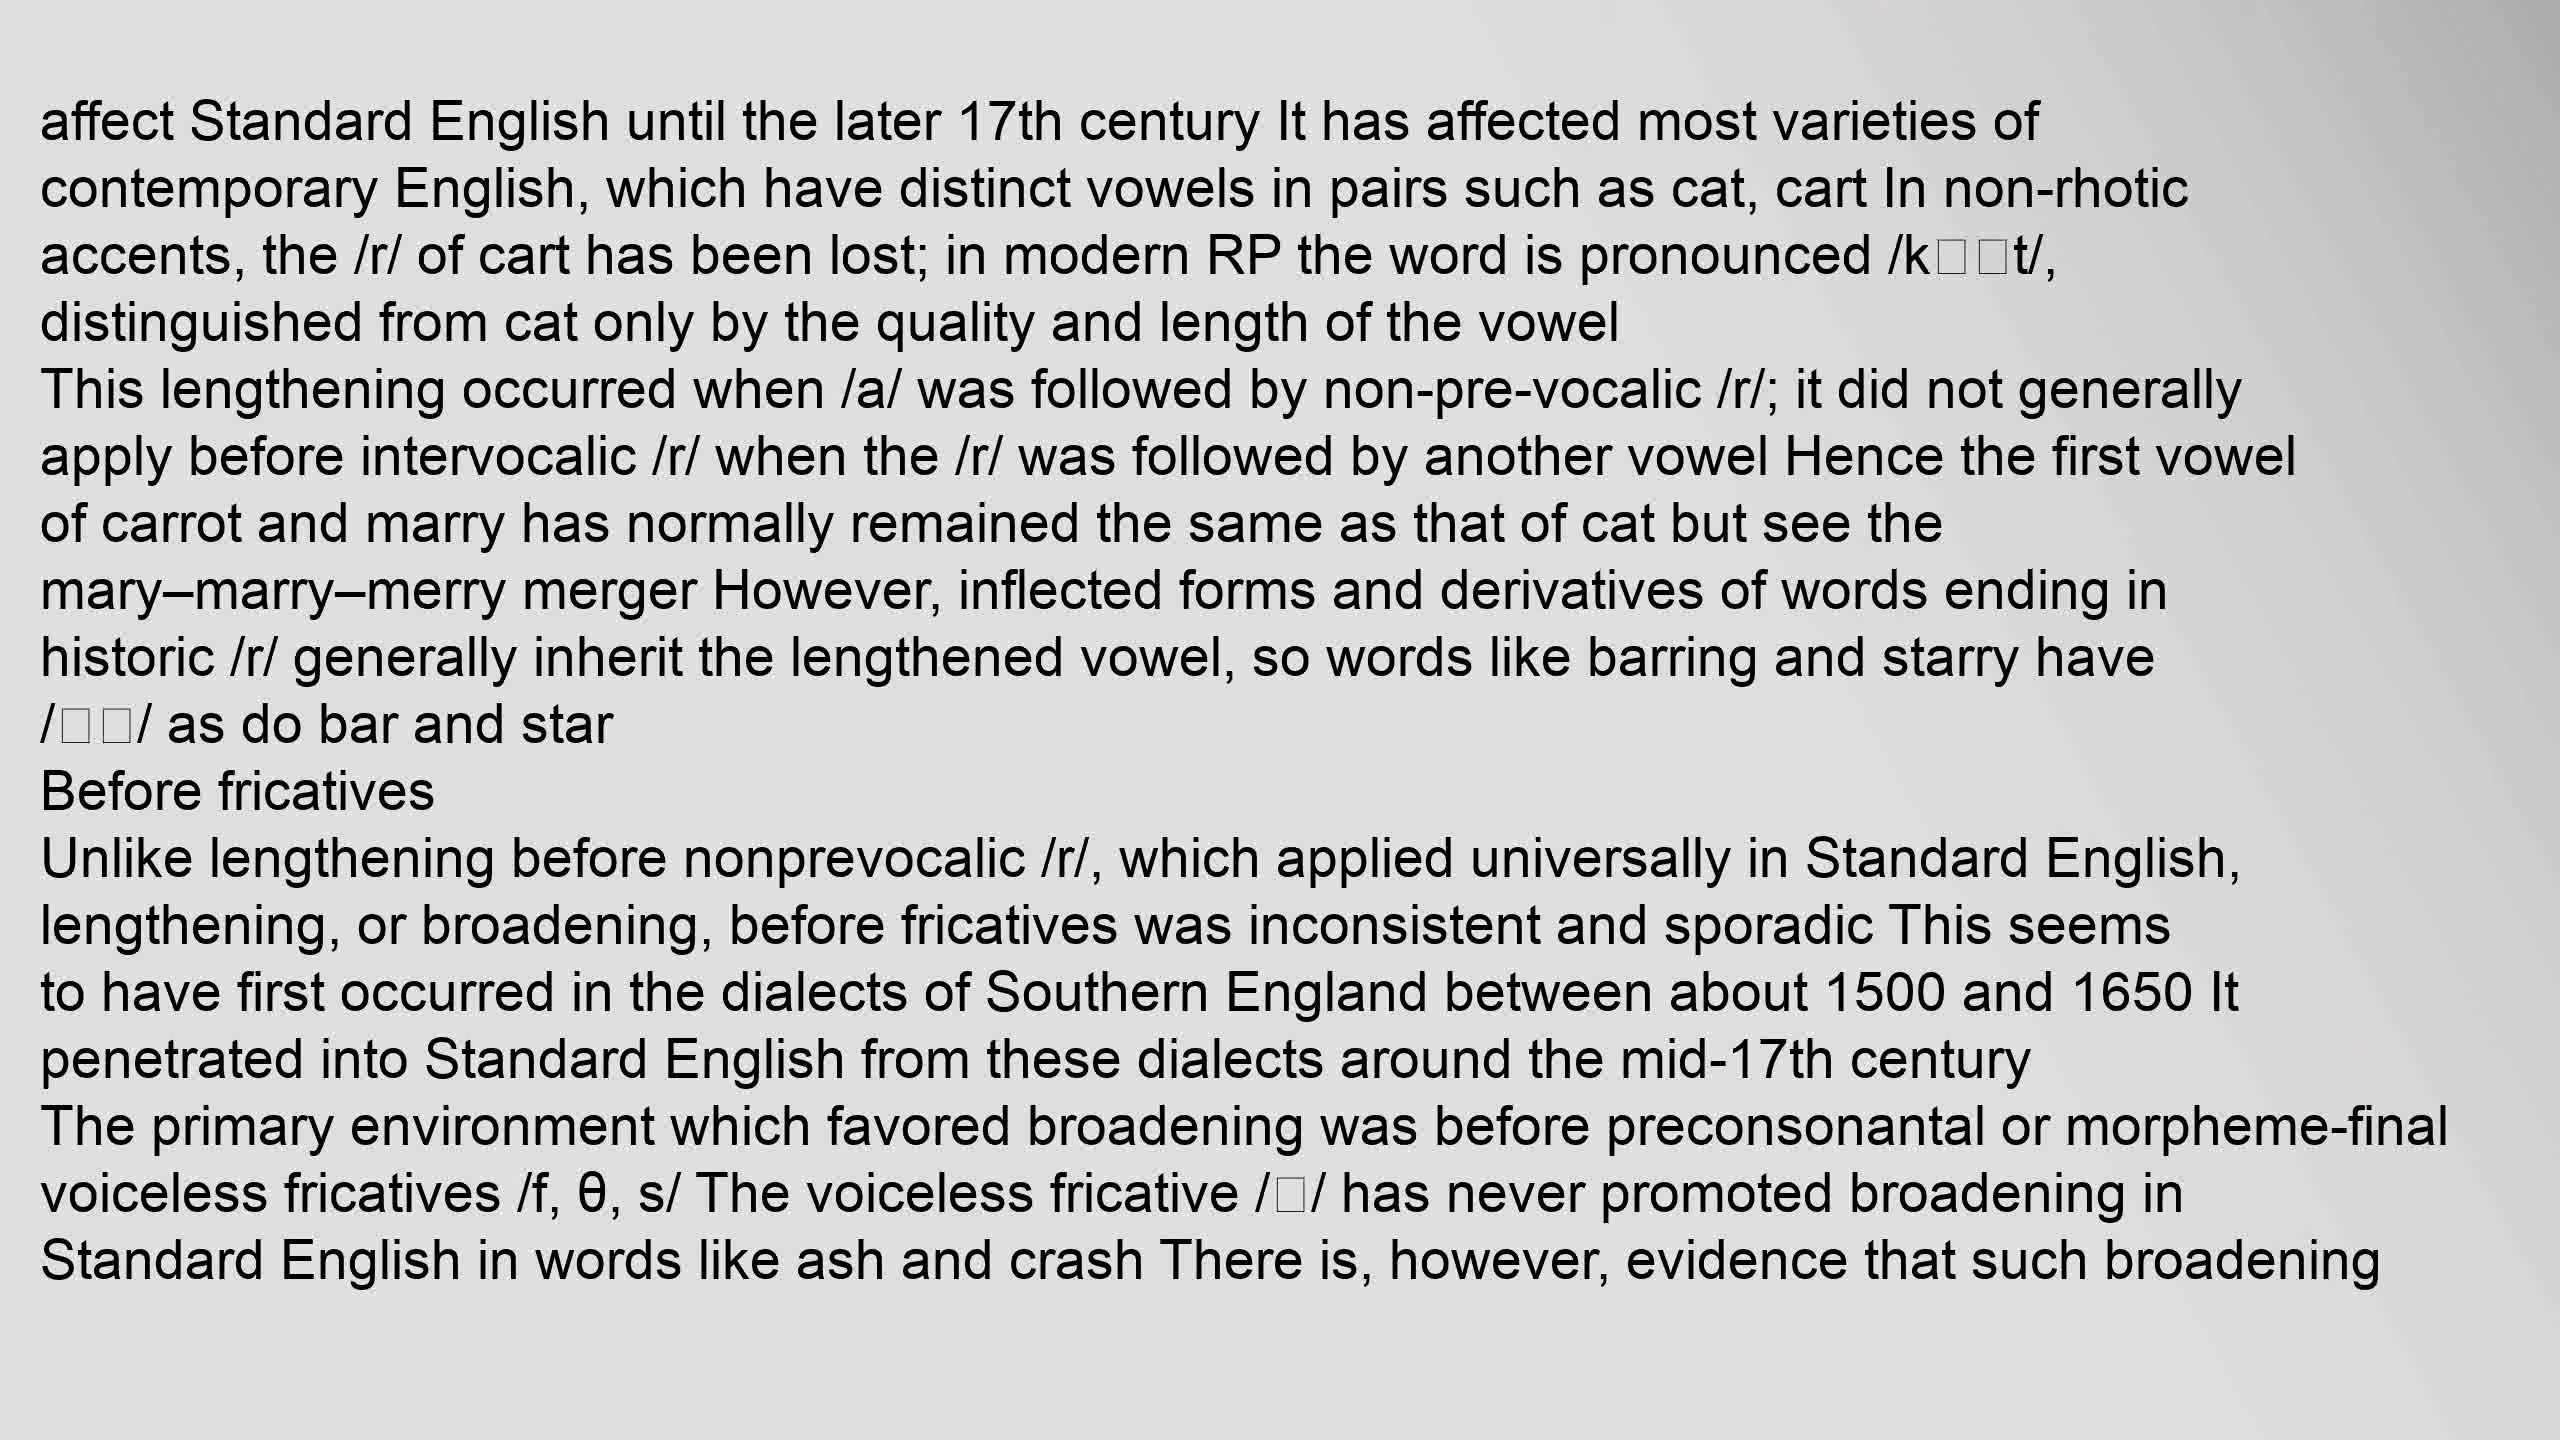 affect Standard English until the later 17th century It has affected most varieties of
contemporary English, which have distinct vowels in pairs such as cat, cart In non-rhotic
accents, the /r/ of cart has been lost; in modern RP the word is pronounced /k□□t/,
distinguished from cat only by the quality and length of the vowel
This lengthening occurred when /a/ was followed by non-pre-vocalic /r/; it did not generally
apply before intervocalic /r/ when the /r/ was followed by another vowel Hence the first vowel
of carrot and marry has normally remained the same as that of cat but see the
mary–marry–merry merger However, inflected forms and derivatives of words ending in
historic /r/ generally inherit the lengthened vowel, so words like barring and starry have
/□□/ as do bar and star
Before fricatives
Unlike lengthening before nonprevocalic /r/, which applied universally in Standard English,
lengthening, or broadening, before fricatives was inconsistent and sporadic This seems
to have first occurred in the dialects of Southern England between about 1500 and 1650 It
penetrated into Standard English from these dialects around the mid-17th century
The primary environment which favored broadening was before preconsonantal or morpheme-final
voiceless fricatives /f, θ, s/ The voiceless fricative /□/ has never promoted broadening in
Standard English in words like ash and crash There is, however, evidence that such broadening